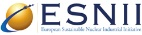 ESNII
European Sustainable Nuclear Industrial Initiative